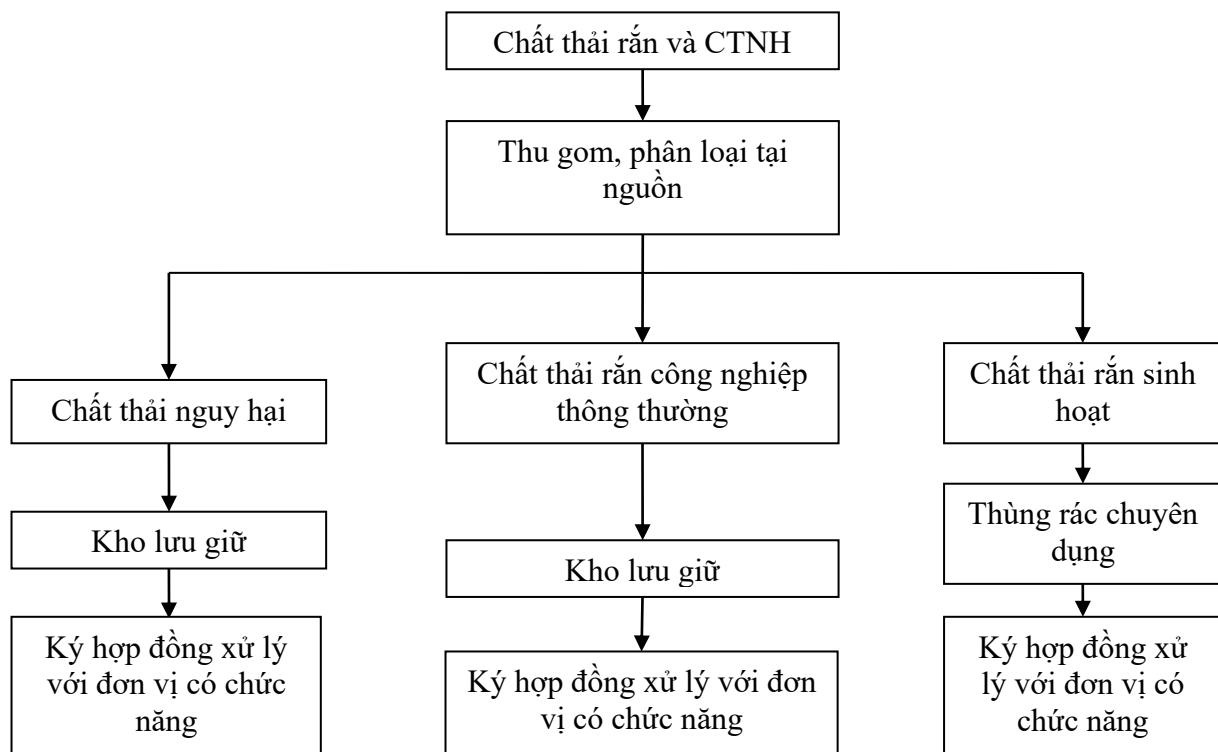 Chất thải rắn và CTNH
Thu gom, phân loại tại
nguồn
Chất thải nguy hại
Chất thải rắn công nghiệp
thông thường
Chất thải rắn sinh
hoạt
Kho lưu giữ
Kho lưu giữ
Thùng rác chuyên
dụng
Ký hợp đồng xử lý
với đơn vị có chức
năng
Ký hợp đồng xử lý với đơn
vị có chức năng
Ký hợp đồng xử
lý với đơn vị có
chức năng